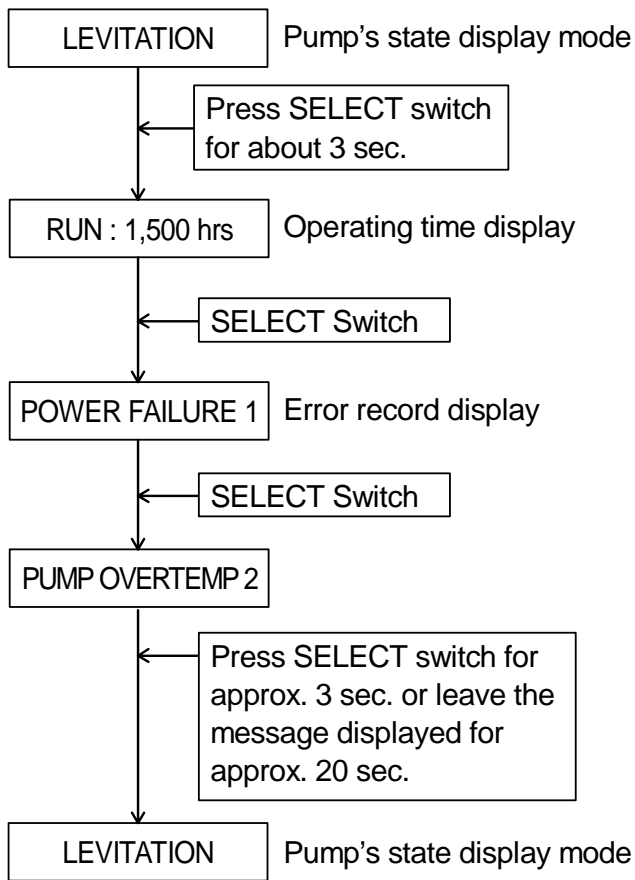 LEVITATION Pump's state display mode
Press SELECT switch
for about 3 sec.
RUN : 1,500 hrs Operating time display
SELECT Switch
POWER FAILURE 1 Error record display
SELECT Switch
PUMP OVERTEMP 2
Press SELECT switch for
approx. 3 sec. or leave the
message displayed for
approx. 20 sec.
LEVITATION Pump's state display mode